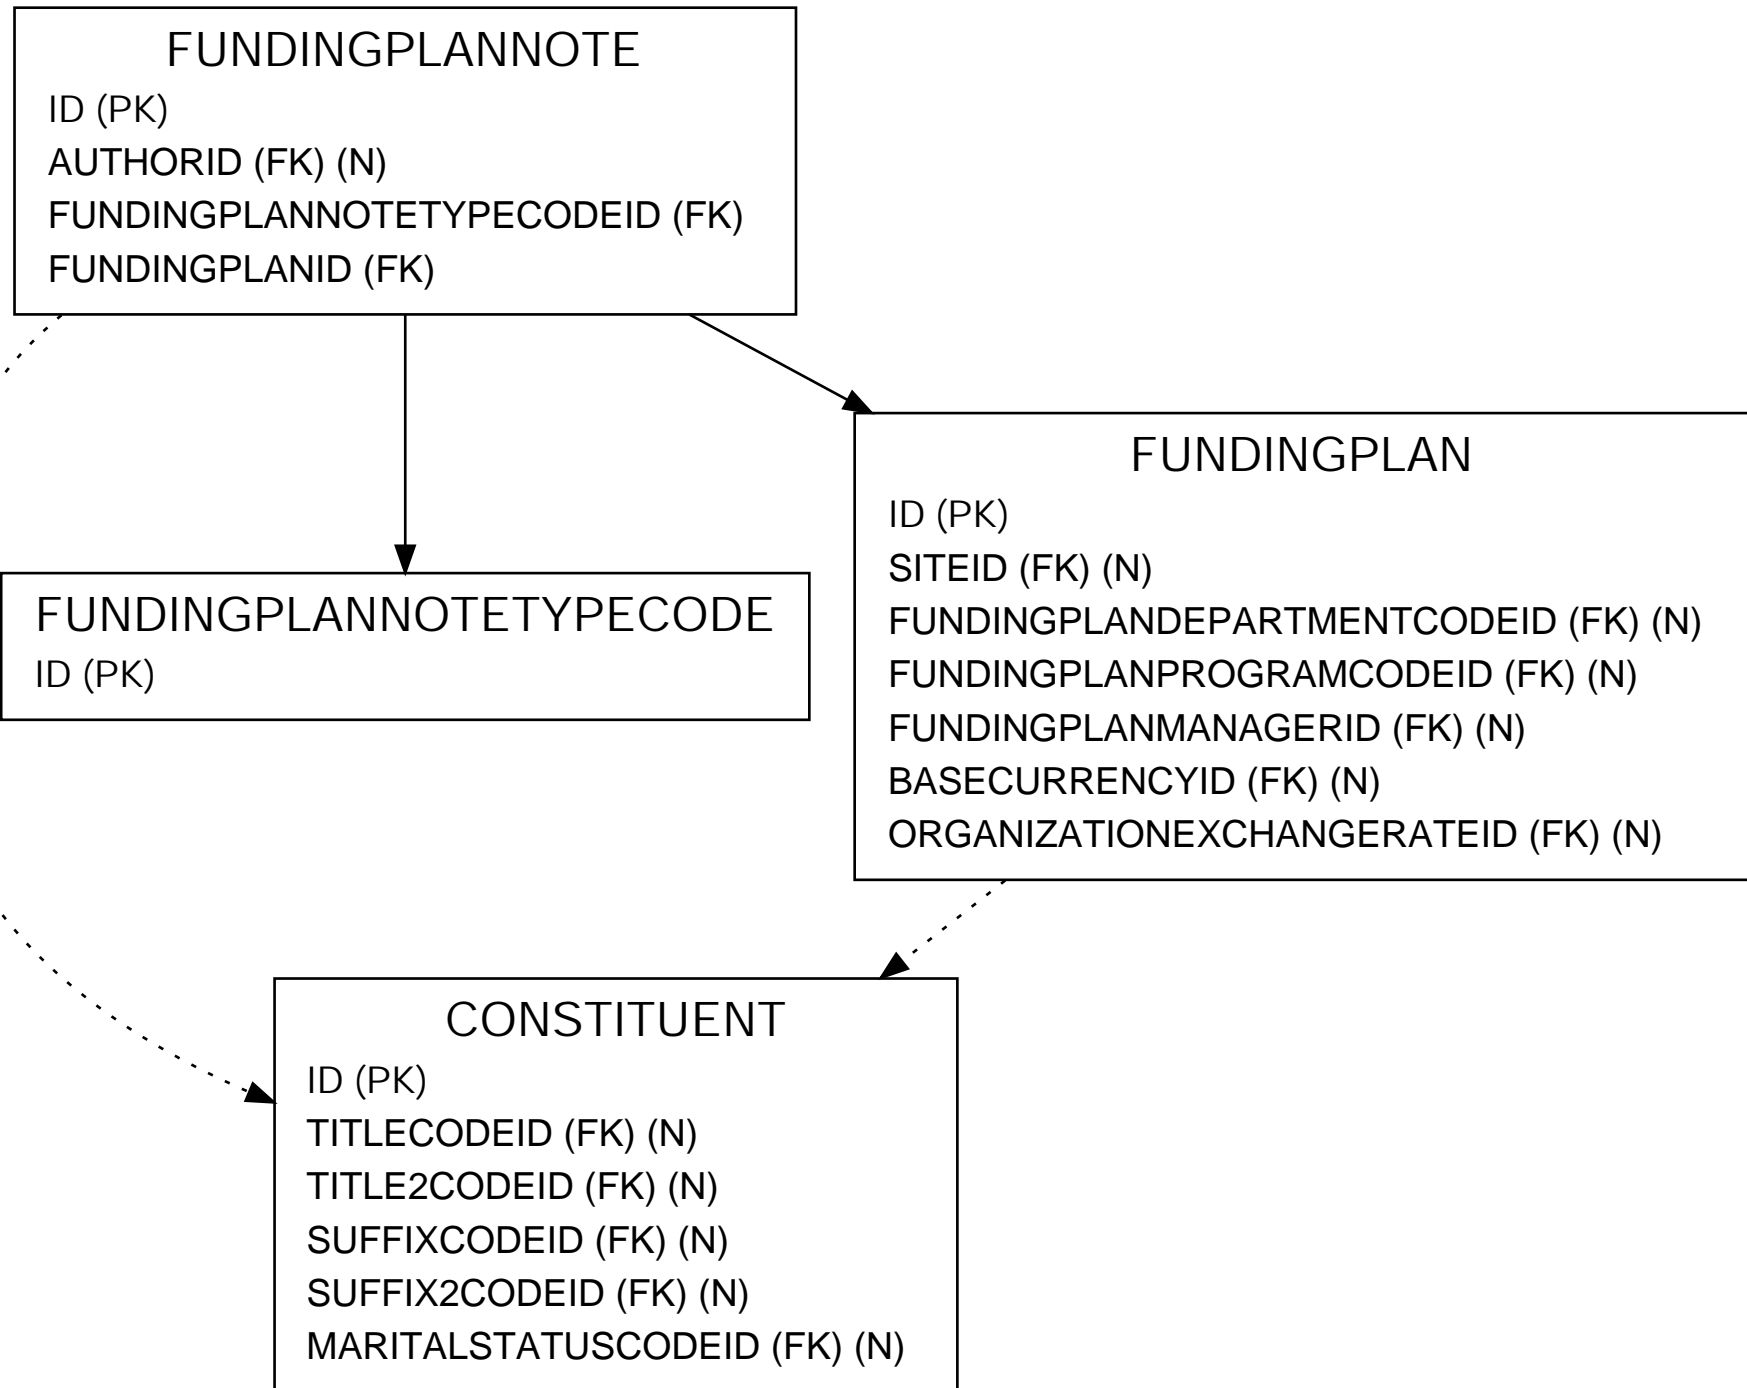 FUNDINGPLANNOTE
ID (PK)
AUTHORID (FK) (N)
FUNDINGPLANNOTETYPECODEID (FK)
FUNDINGPLANID (FK)
FUNDINGPLANNOTETYPECODE
ID (PK)
FUNDINGPLAN
ID (PK)
SITEID (FK) (N)
FUNDINGPLANDEPARTMENTCODEID (FK) (N)
FUNDINGPLANPROGRAMCODEID (FK) (N)
FUNDINGPLANMANAGERID (FK) (N)
BASECURRENCYID (FK) (N)
ORGANIZATIONEXCHANGERATEID (FK) (N)
CONSTITUENT
ID (PK)
TITLECODEID (FK) (N)
TITLE2CODEID (FK) (N)
SUFFIXCODEID (FK) (N)
SUFFIX2CODEID (FK) (N)
MARITALSTATUSCODEID (FK) (N)